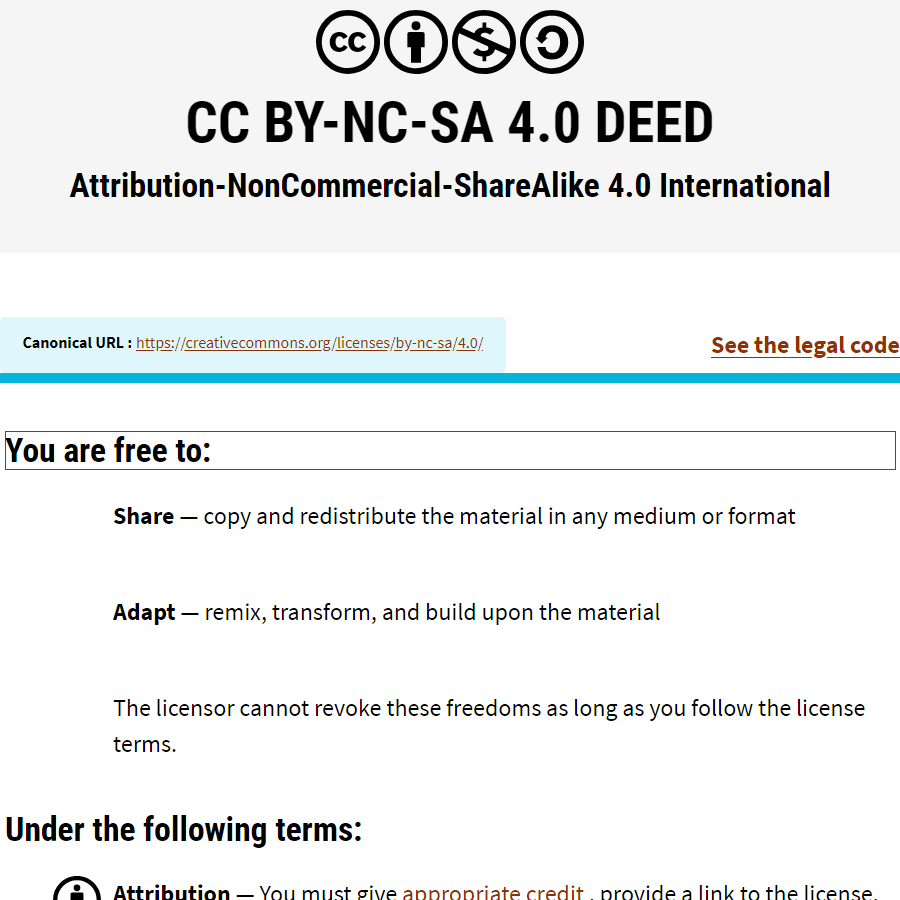 cc
CC BY-NC-SA 4.0 DEED
Attribution-NonCommercial-ShareAlike 4.0 International
Canonical URL : https://creativecommons.org/licenses/by-nc-sa/4.0/
See the legal code
You are free to:
Share — copy and redistribute the material in any medium or format
Adapt — remix, transform, and build upon the material
The licensor cannot revoke these freedoms as long as you follow the license
terms.
Under the following terms:
Attribution — You must give appropriate credit , provide a link to the license,